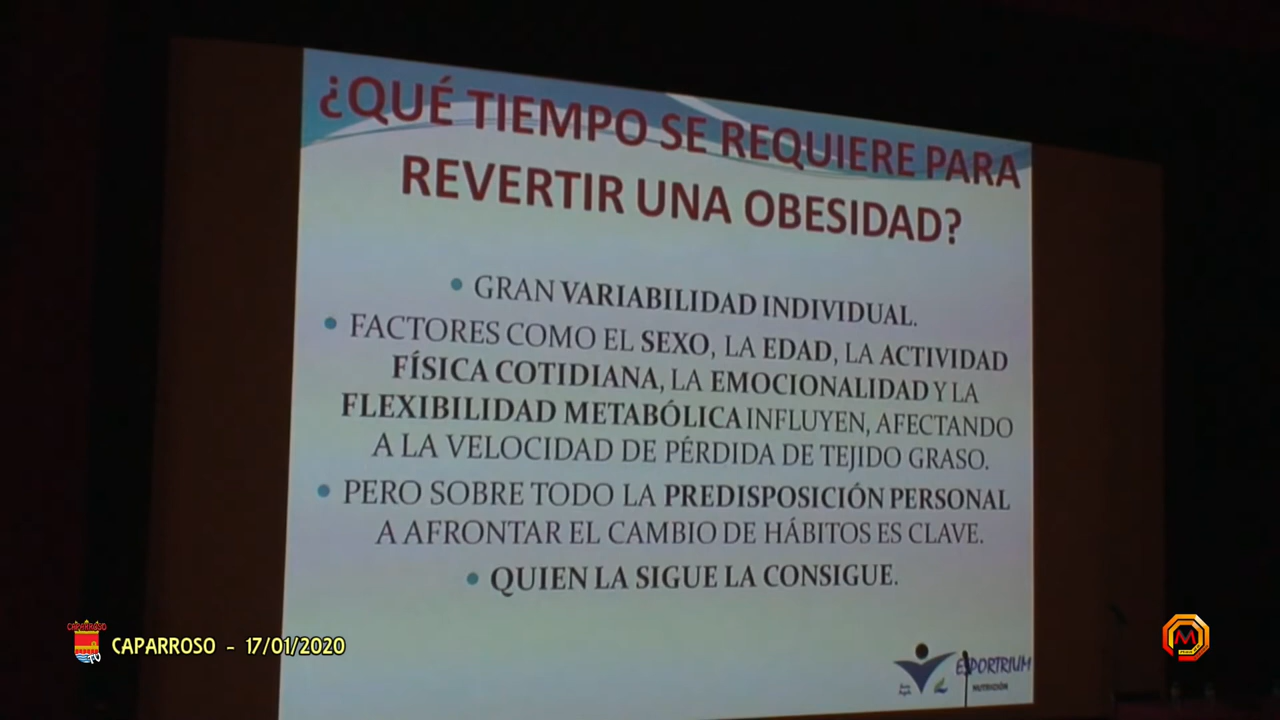 ¿QUÉ TIEMPO SE REQUIERE PARA
REVERTIR UNA OBESIDAD?
• GRAN VARIABILIDAD INDIVIDUAL.
• FACTORES COMO EL SEXO, LA EDAD, LA ACTIVIDAD
FÍSICA COTIDIANA, LA EMOCIONALIDAD Y LA
FLEXIBILIDAD METABÓLICA INFLUYEN, AFECTANDO
A LA VELOCIDAD DE PÉRDIDA DE TEJIDO GRASO.
• PERO SOBRE TODO LA PREDISPOSICIÓN PERSONAL
A AFRONTAR EL CAMBIO DE HÁBITOS ES CLAVE.
• QUIEN LA SIGUE LA CONSIGUE.
ESPORTRIUM
NUTRICIÓN
CAPARROSO
TV
CAPARROSO - 17/01/2020
M